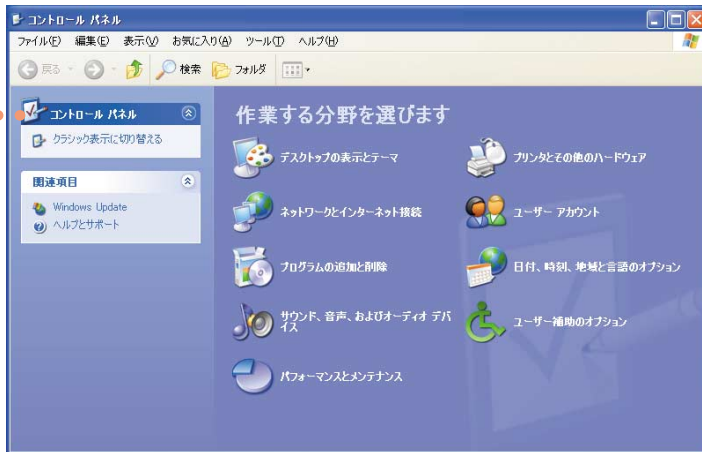 コントロール パネル
ファイル(F) 編集(E) 表示(V) お気に入り(A) ツール(T) ヘルプ(H)
戻る 検索 フォルダ
コントロール パネル
クラシック表示に切り替える
関連項目
Windows Update
ヘルプとサポート
作業する分野を選びます
デスクトップの表示とテーマ
プリンタとその他のハードウェア
ネットワークとインターネット接続
ユーザー アカウント
プログラムの追加と削除
日付、時刻、地域と言語のオプション
サウンド、音声、およびオーディオ デバ
イス
ユーザー補助のオプション
パフォーマンスとメンテナンス